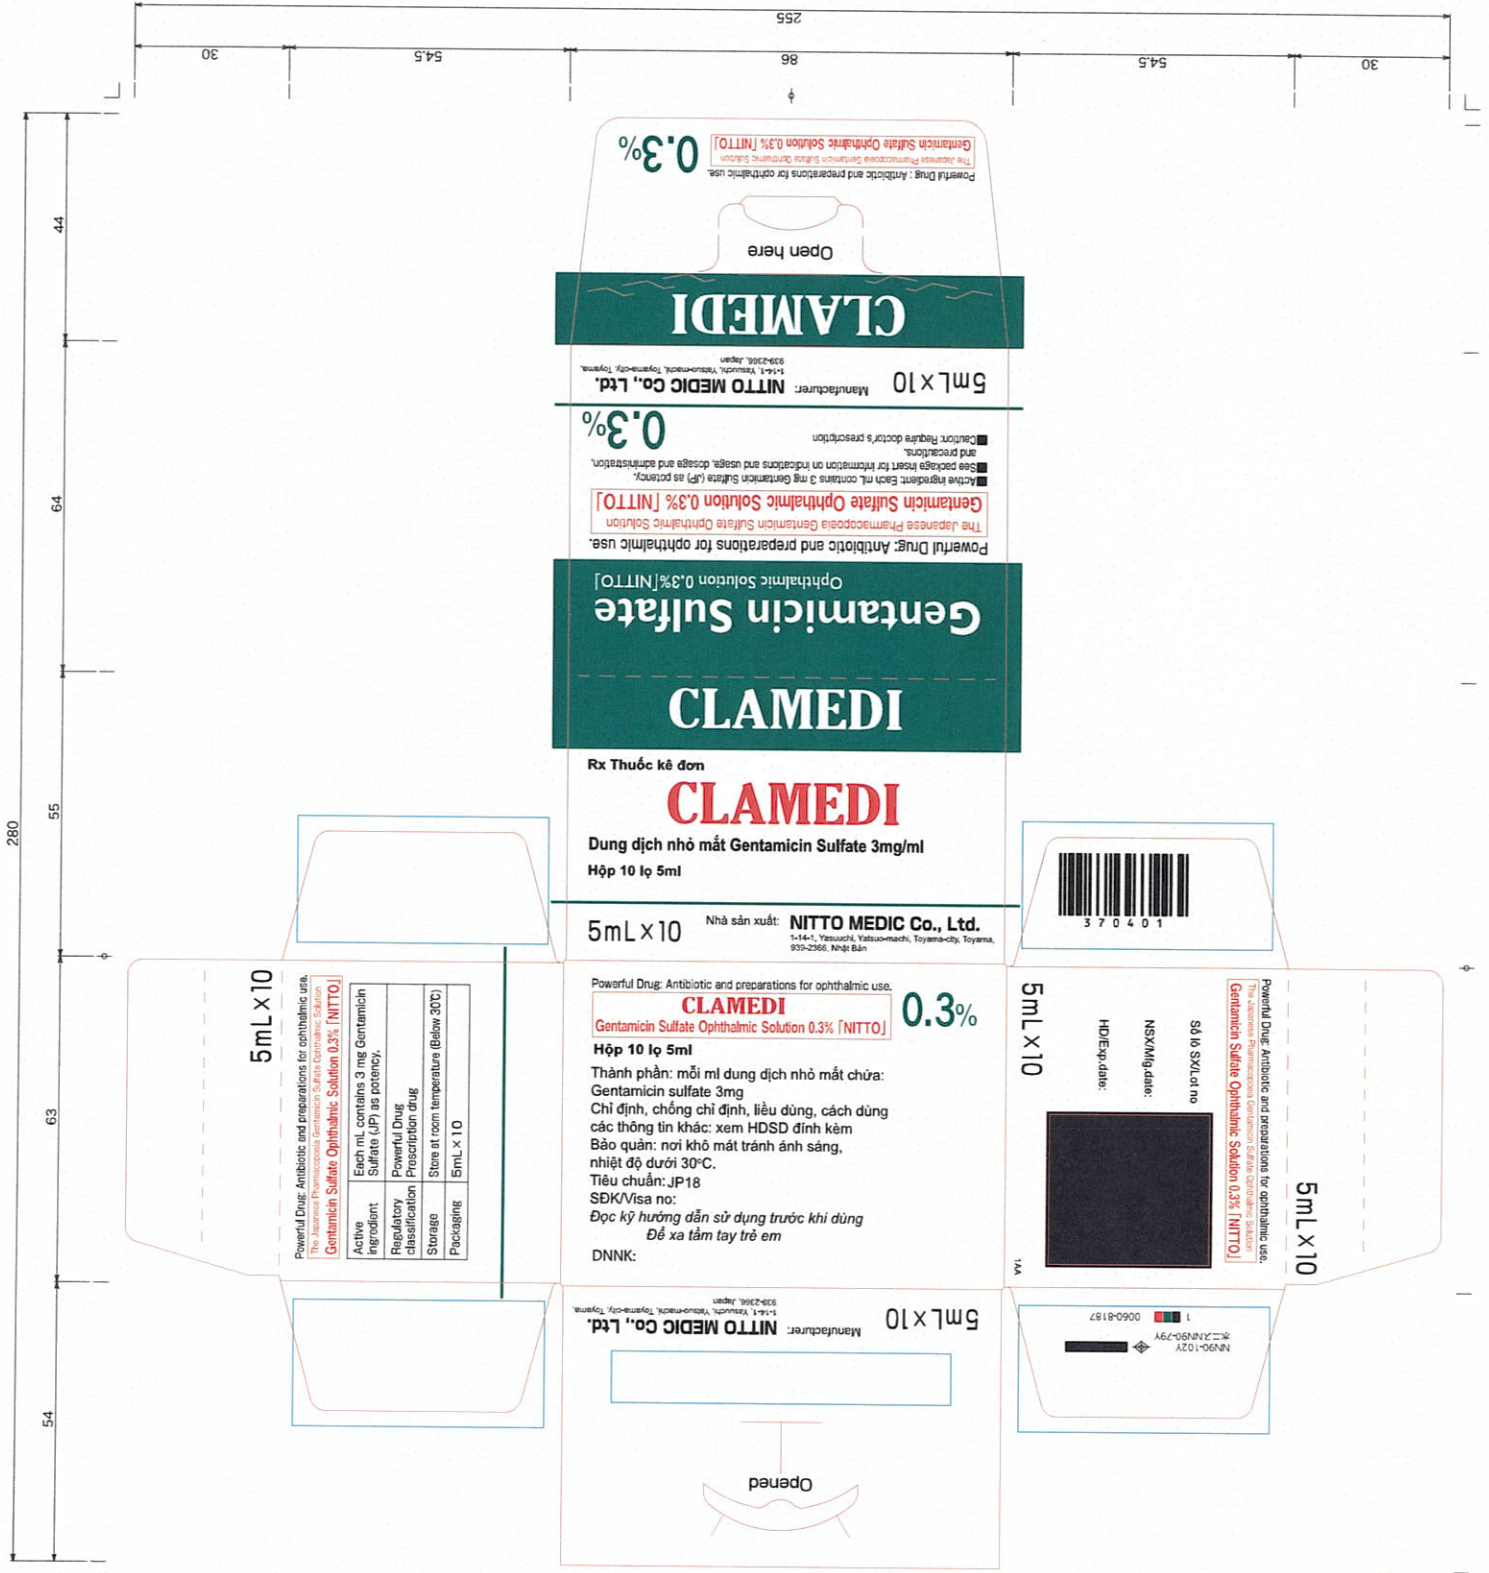 255
30
54.5
86
54.5
30
280
44
64
55
63
54
Powerful Drug : Antibiotic and preparations for ophthalmic use.
The Japanese Pharmacopoeia Gentamicin Sulfate Ophthalmic Solution
Gentamicin Sulfate Ophthalmic Solution 0.3%「NITTO」
0.3%
Open here
CLAMEDI
5mL×10
Manufacturer: NITTO MEDIC Co., Ltd.
1-14-1, Yasuuchi, Yatsuo-machi, Toyama-city, Toyama,
939-2366, Japan
0.3%
■Caution: Require doctor's prescription
■See package insert for information on indications and usage, dosage and administration,
and precautions.
■Active ingredient: Each mL contains 3 mg Gentamicin Sulfate (JP) as potency.
Gentamicin Sulfate Ophthalmic Solution 0.3%「NITTO」
The Japanese Pharmacopoeia Gentamicin Sulfate Ophthalmic Solution
Powerful Drug: Antibiotic and preparations for ophthalmic use.
Gentamicin Sulfate
Ophthalmic Solution 0.3%「NITTO」
CLAMEDI
Rx Thuốc kê đơn
CLAMEDI
Dung dịch nhỏ mắt Gentamicin Sulfate 3mg/ml
Hộp 10 lọ 5ml
5mL×10
Nhà sản xuất: NITTO MEDIC Co., Ltd.
1-14-1, Yasuuchi, Yatsuo-machi, Toyama-city, Toyama,
939-2366, Nhật Bản
370401
Powerful Drug: Antibiotic and preparations for ophthalmic use.
CLAMEDI
Gentamicin Sulfate Ophthalmic Solution 0.3%「NITTO」
0.3%
Hộp 10 lọ 5ml
Thành phần: mỗi ml dung dịch nhỏ mắt chứa:
Gentamicin sulfate 3mg
Chỉ định, chống chỉ định, liều dùng, cách dùng
các thông tin khác: xem HDSD đính kèm
Bảo quản: nơi khô mát tránh ánh sáng,
nhiệt độ dưới 30°C.
Tiêu chuẩn: JP18
SĐK/Visa no:
Đọc kỹ hướng dẫn sử dụng trước khi dùng
Để xa tầm tay trẻ em
DNNK:
5mL×10
Powerful Drug: Antibiotic and preparations for ophthalmic use.
The Japanese Pharmacopoeia Gentamicin Sulfate Ophthalmic Solution
Gentamicin Sulfate Ophthalmic Solution 0.3%「NITTO」
Active ingredient Each mL contains 3 mg Gentamicin Sulfate (JP) as potency.
Regulatory classification Powerful Drug Prescription drug
Storage Store at room temperature (Below 30℃)
Packaging 5mL×10
5mL×10
Số lô SX/Lot no
NSX/Mfg.date:
HD/Exp.date:
Powerful Drug: Antibiotic and preparations for ophthalmic use.
The Japanese Pharmacopoeia Gentamicin Sulfate Ophthalmic Solution
Gentamicin Sulfate Ophthalmic Solution 0.3%「NITTO」
5mL×10
1AA
NN90-102Y
水ニスNN90-79Y
1 0060-8187
5mL×10
Manufacturer: NITTO MEDIC Co., Ltd.
1-14-1, Yasuuchi, Yatsuo-machi, Toyama-city, Toyama,
939-2366, Japan
Opened